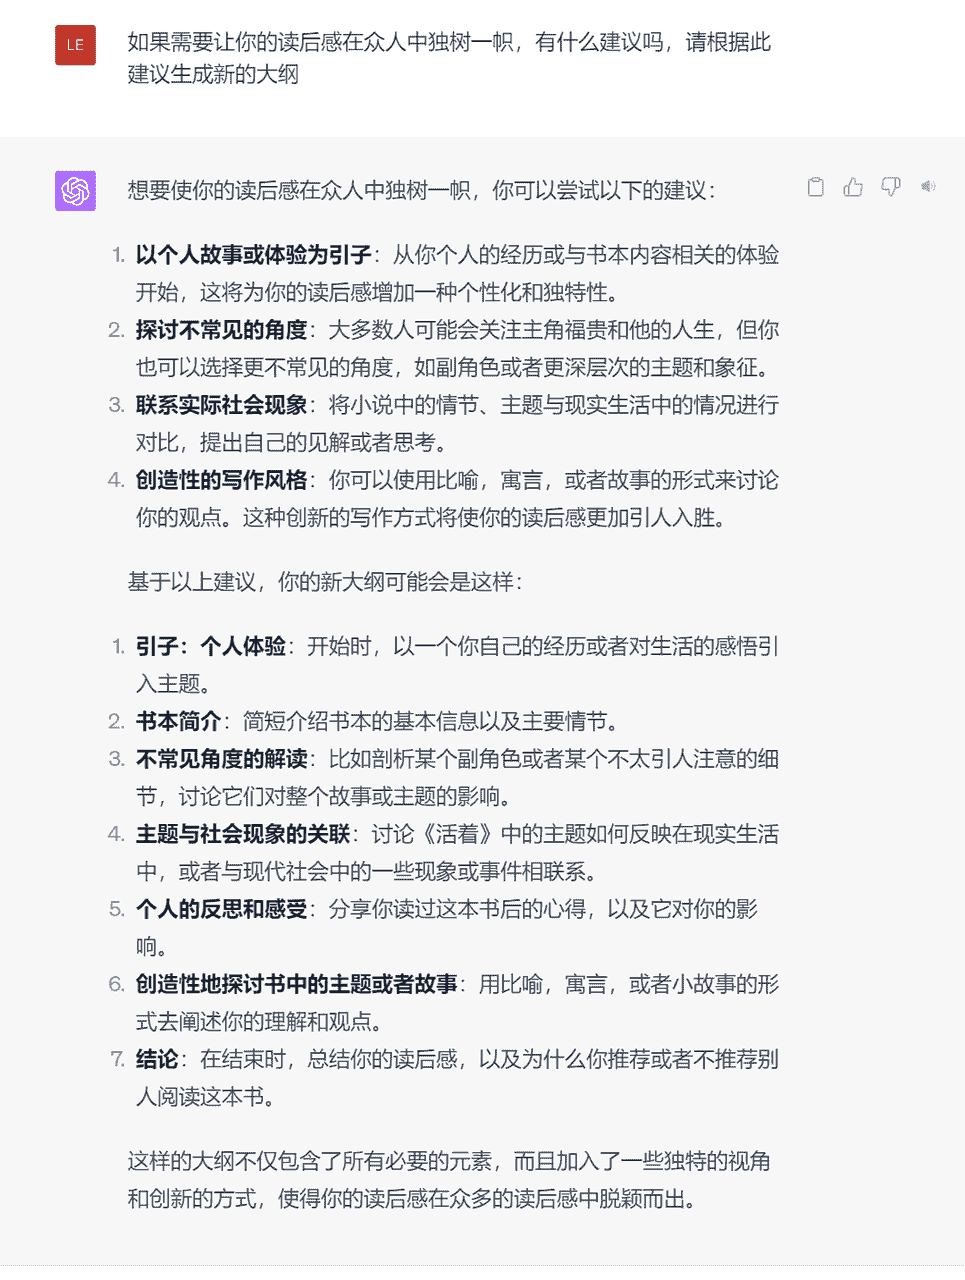 LE
如果需要让你的读后感在众人中独树一帜，有什么建议吗，请根据此
建议生成新的大纲
想要使你的读后感在众人中独树一帜，你可以尝试以下的建议：
1. 以个人故事或体验为引子：从你个人的经历或与书本内容相关的体验
开始，这将为你的读后感增加一种个性化和独特性。
2. 探讨不常见的角度：大多数人可能会关注主角福贵和他的人生，但你
也可以选择更不常见的角度，如副角色或者更深层次的主题和象征。
3. 联系实际社会现象：将小说中的情节、主题与现实生活中的情况进行
对比，提出自己的见解或者思考。
4. 创造性的写作风格：你可以使用比喻，寓言，或者故事的形式来讨论
你的观点。这种创新的写作方式将使你的读后感更加引人入胜。
基于以上建议，你的新大纲可能会是这样：
1. 引子：个人体验：开始时，以一个你自己的经历或者对生活的感悟引
入主题。
2. 书本简介：简短介绍书本的基本信息以及主要情节。
3. 不常见角度的解读：比如剖析某个副角色或者某个不太引人注意的细
节，讨论它们对整个故事或主题的影响。
4. 主题与社会现象的关联：讨论《活着》中的主题如何反映在现实生活
中，或者与现代社会中的一些现象或事件相联系。
5. 个人的反思和感受：分享你读过这本书后的心得，以及它对你的影
响。
6. 创造性地探讨书中的主题或者故事：用比喻，寓言，或者小故事的形
式去阐述你的理解和观点。
7. 结论：在结束时，总结你的读后感，以及为什么你推荐或者不推荐别
人阅读这本书。
这样的大纲不仅包含了所有必要的元素，而且加入了一些独特的视角
和创新的方式，使得你的读后感在众多的读后感中脱颖而出。